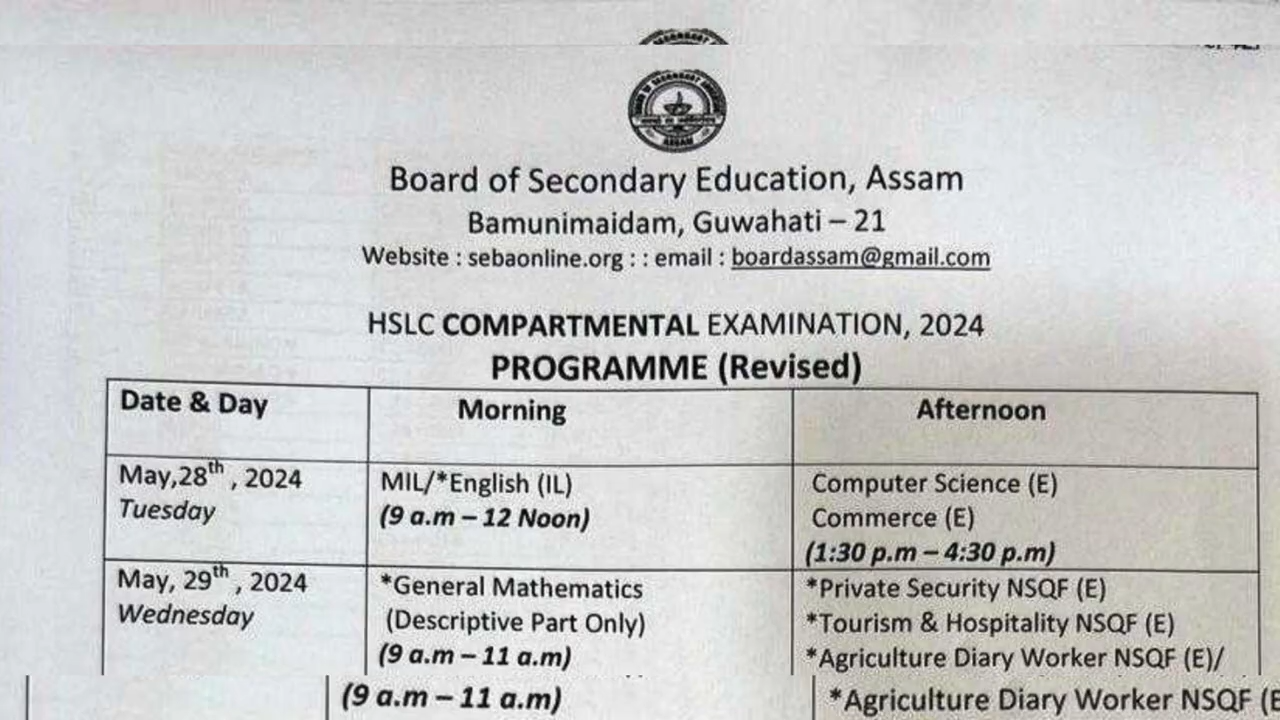 Board of Secondary Education, Assam
Bamunimaidam, Guwahati – 21
Website : sebaonline.org : : email : boardassam@gmail.com
HSLC COMPARTMENTAL EXAMINATION, 2024
PROGRAMME (Revised)
Date & Day
Morning
Afternoon
May,28th , 2024
Tuesday
MIL/*English (IL)
(9 a.m – 12 Noon)
Computer Science (E)
Commerce (E)
(1:30 p.m – 4:30 p.m)
May, 29th , 2024
Wednesday
*General Mathematics
(Descriptive Part Only)
(9 a.m – 11 a.m)
*Private Security NSQF (E)
*Tourism & Hospitality NSQF (E)
*Agriculture Diary Worker NSQF (E)/
(9 a.m – 11 a.m)
*Agriculture Diary Worker NSQF (E